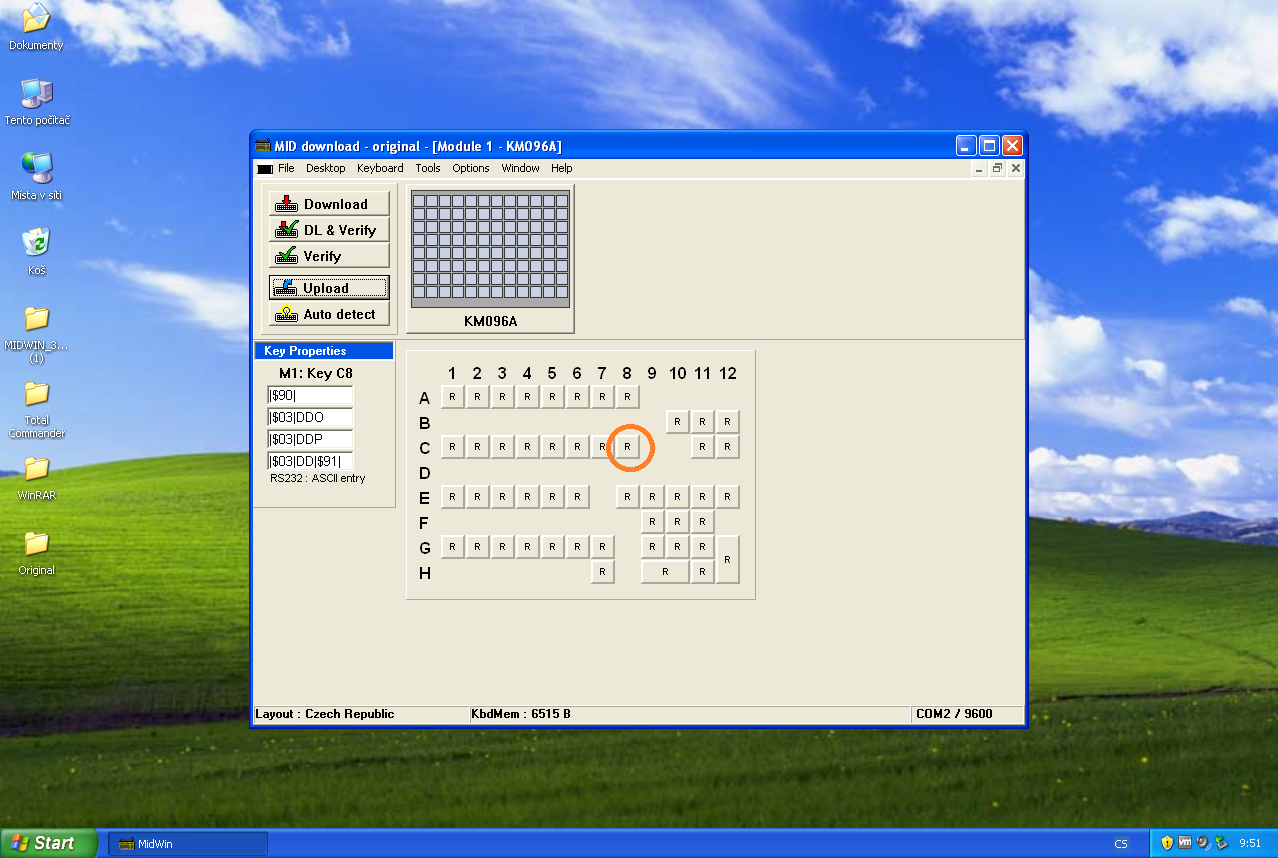 Dokumenty
Tento počítač
Místa v síti
Koš
MIDWIN_3...
(1)
Total
Commander
WinRAR
Original
MID download - original - [Module 1 - KM096A]
File Desktop Keyboard Tools Options Window Help
Download
DL & Verify
Verify
Upload
Auto detect
KM096A
Key Properties
M1: Key C8
|$90|
|$03|DDO
|$03|DDP
|$03|DD|$91|
RS232 : ASCII entry
1 2 3 4 5 6 7 8 9 10 11 12
A R R R R R R R R
B R R R
C R R R R R R R R R R
D
E R R R R R R R R R R R
F R R R
G R R R R R R R R R R R
H R R R
Layout : Czech Republic
KbdMem : 6515 B
COM2 / 9600
Start
MidWin
CS
vm
9:51